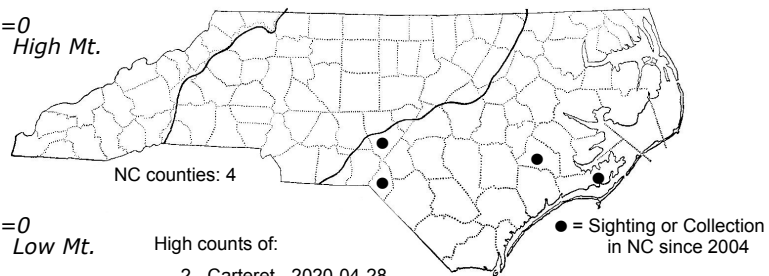 =0
High Mt.
NC counties: 4
=0
Low Mt.
High counts of:
2 - Carteret - 2020-04-28
● = Sighting or Collection
in NC since 2004